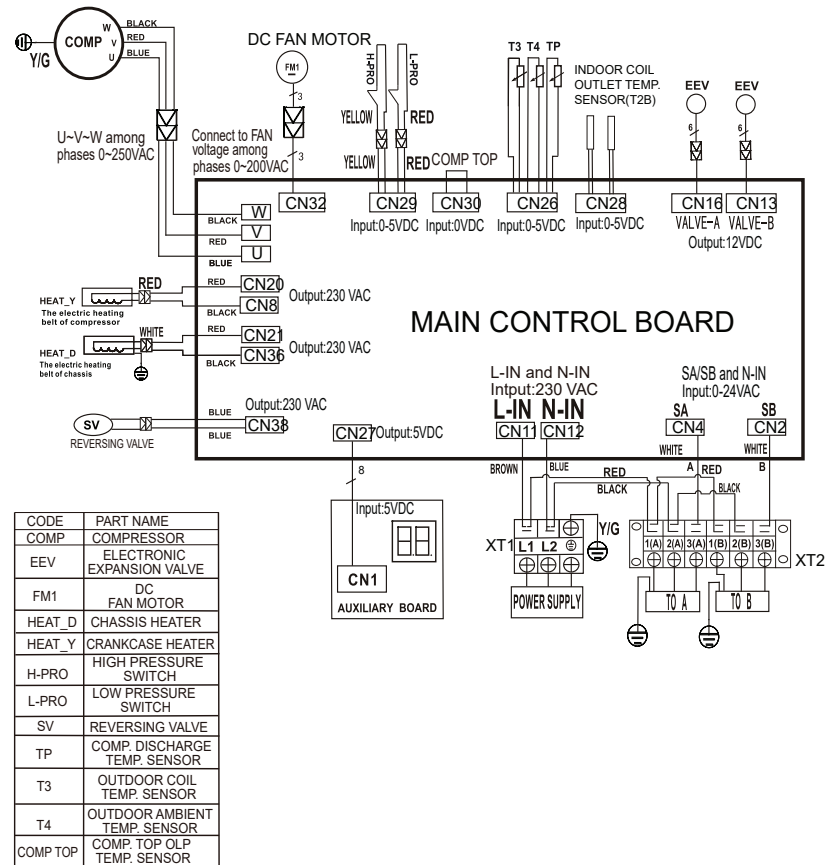 W
BLACK
RED
COMP
V
BLUE
U
Y/G
DC FAN MOTOR
FM1
3
3
H-PRO
L-PRO
YELLOW
RED
YELLOW
RED
COMP TOP
T3 T4 TP
INDOOR COIL
OUTLET TEMP.
SENSOR(T2B)
EEV
EEV
6
6
U~V~W among
phases 0~250VAC
Connect to FAN
voltage among
phases 0~200VAC
CN32
CN29
CN30
CN26
CN28
CN16
CN13
Input:0-5VDC
Input:0VDC
Input:0-5VDC
Input:0-5VDC
VALVE-A
VALVE-B
Output:12VDC
BLACK
W
RED
V
BLUE
U
HEAT_Y
RED
RED
CN20
BLACK
CN8
Output:230 VAC
The electric heating
belt of compressor
WHITE
RED
CN21
BLACK
CN36
Output:230 VAC
HEAT_D
The electric heating
belt of chassis
MAIN CONTROL BOARD
SV
REVERSING VALVE
BLUE
BLUE
Output:230 VAC
CN38
CN27
Output:5VDC
L-IN and N-IN
Intput:230 VAC
L-IN N-IN
CN11
CN12
SA/SB and N-IN
Input:0-24VAC
SA
SB
CN4
CN2
WHITE
WHITE
BROWN
BLUE
RED
A
RED
B
BLACK
BLACK
8
Input:5VDC
CN1
AUXILIARY BOARD
XT1
L1 L2
Y/G
POWER SUPPLY
1(A) 2(A) 3(A) 1(B) 2(B) 3(B)
XT2
TO A
TO B
CODE PART NAME
COMP COMPRESSOR
EEV ELECTRONIC
EXPANSION VALVE
FM1 DC
FAN MOTOR
HEAT_D CHASSIS HEATER
HEAT_Y CRANKCASE HEATER
H-PRO HIGH PRESSURE
SWITCH
L-PRO LOW PRESSURE
SWITCH
SV REVERSING VALVE
TP COMP. DISCHARGE
TEMP. SENSOR
T3 OUTDOOR COIL
TEMP. SENSOR
T4 OUTDOOR AMBIENT
TEMP. SENSOR
COMP TOP COMP. TOP OLP
TEMP. SENSOR